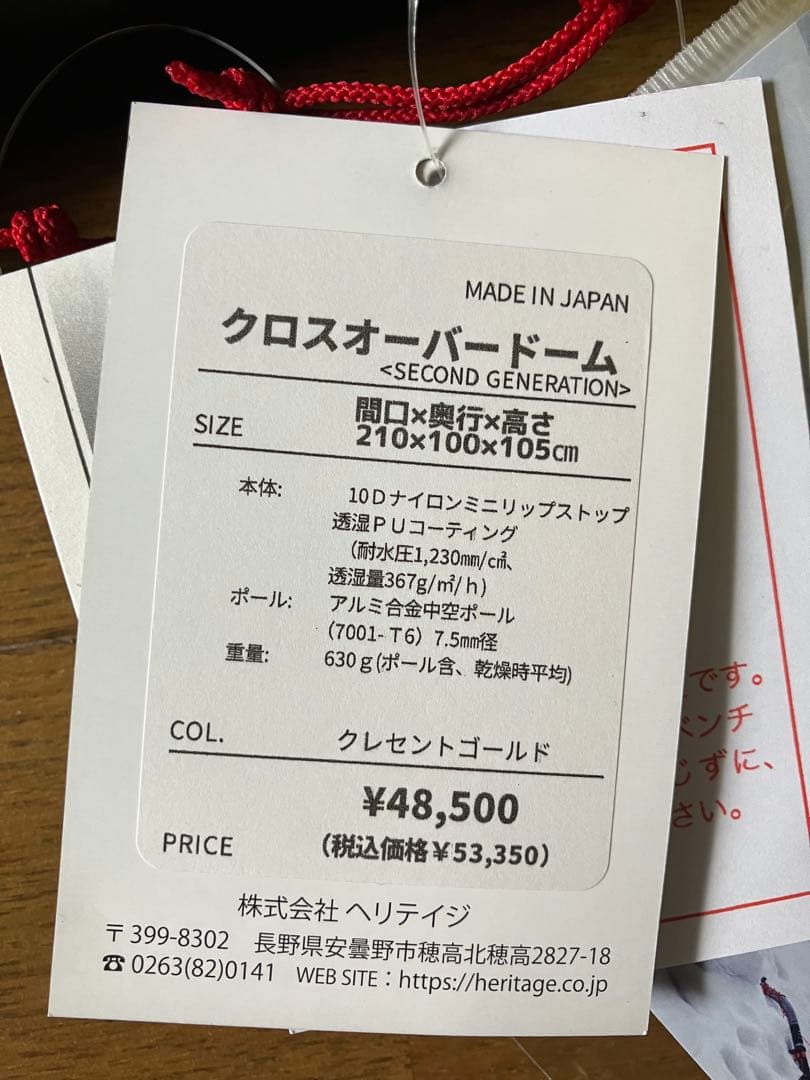 MADE IN JAPAN
クロスオーバードーム
<SECOND GENERATION>
SIZE 間口×奥行×高さ
210×100×105㎝
本体: 10Dナイロンミニリップストップ
透湿PUコーティング
(耐水圧1,230㎜/㎠、
透湿量367g/㎡/h)
ポール: アルミ合金中空ポール
(7001-T6) 7.5㎜径
重量: 630g(ポール含、乾燥時平均)
COL. クレセントゴールド
¥48,500
PRICE (税込価格¥53,350)
株式会社 ヘリテイジ
〒399-8302 長野県安曇野市穂高北穂高2827-18
☎0263(82)0141 WEB SITE：https://heritage.co.jp
です。
ベンチ
じずに、
さい。